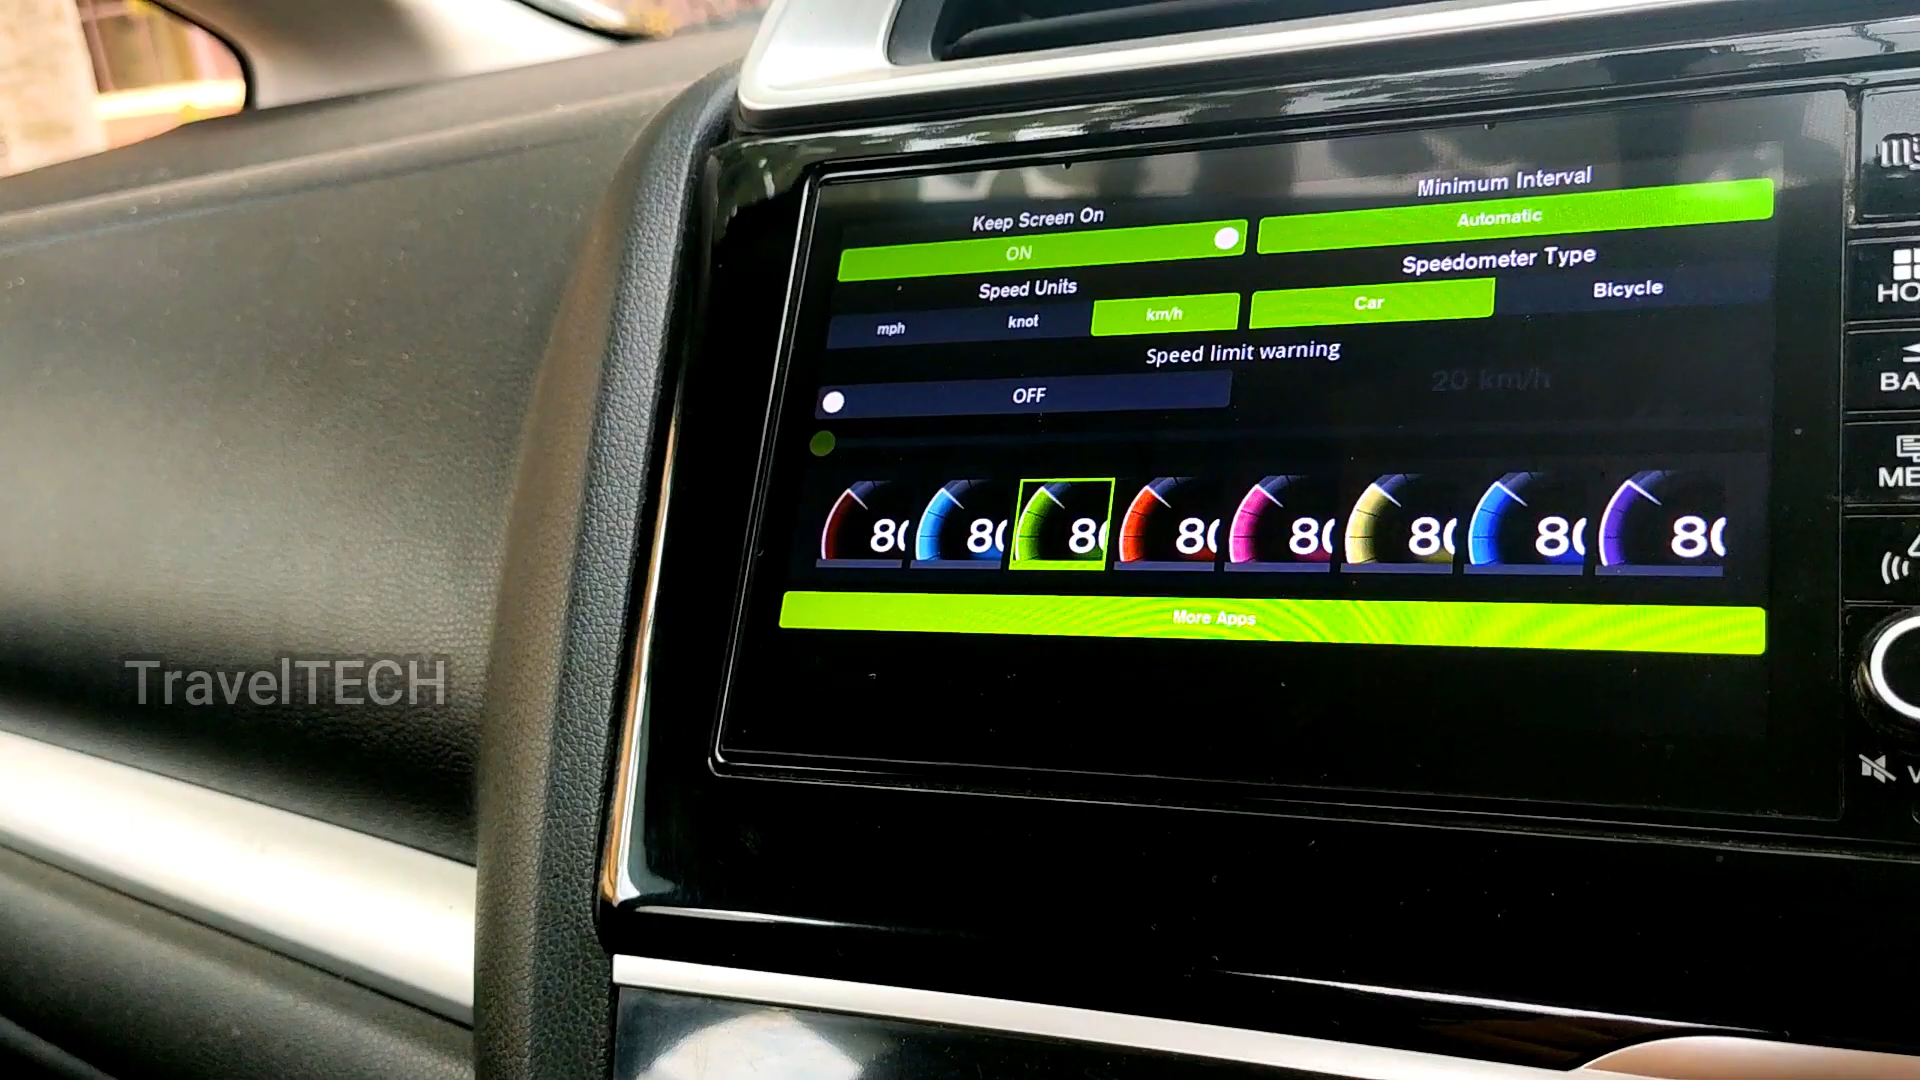 Minimum Interval
Keep Screen On
Automatic
ON
Speedometer Type
Speed Units
Car
Bicycle
mph
knot
km/h
Speed limit warning
20 km/h
OFF
80
80
80
80
80
80
80
80
More Apps
TravelTECH